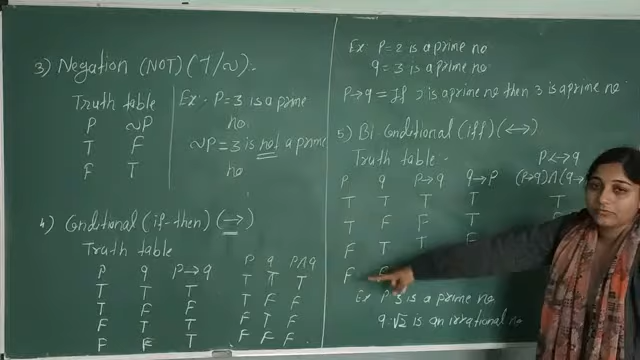 3) Negation (NOT) (7/~).
Truth table
P ~P
T F
F T
Ex:- P = 3 is a prime
no.
~P = 3 is not a prime
no
4) Conditional (if-then) (→)
Truth table
P q P→q
T T T
T F F
F T T
F F T
P q P∧q
T T T
T F F
F T F
F F F
Ex: P = 2 is a prime no
q = 3 is a prime no.
P→q = If 2 is a prime no then 3 is a prime no
5) Bi Conditional (iff) (↔)
Truth table -
P↔q
P q P→q q→P (P→q)∧(q→
T T T T T
T F F T F
F T T F
F F
Ex P 3 is a prime no.
q : √2 is an irrational no